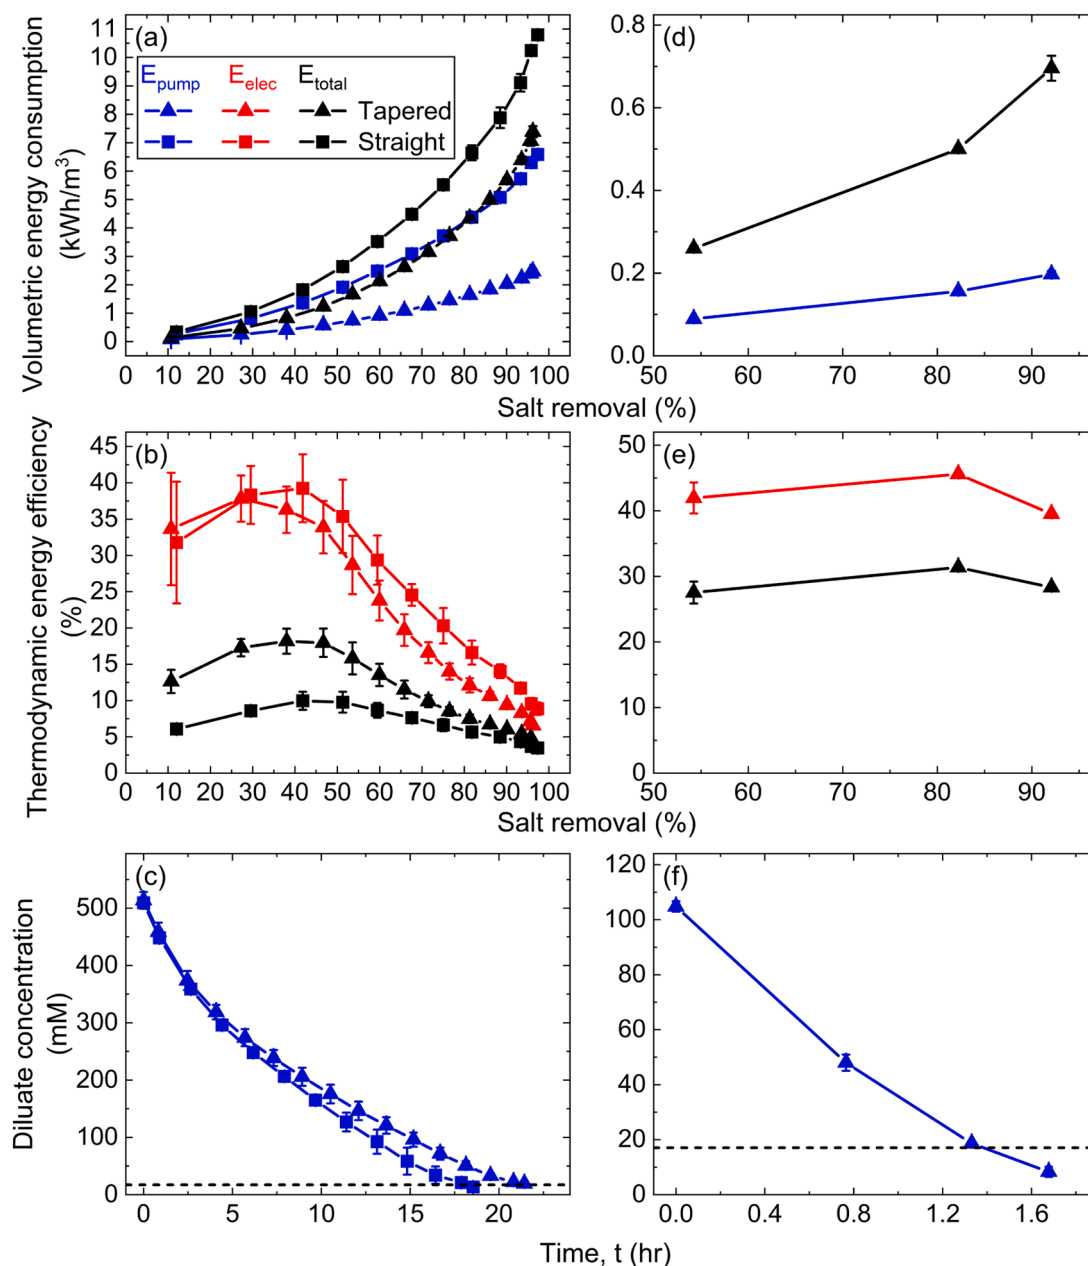 (a)
E_pump E_elec E_total
Tapered
Straight
11
10
9
8
7
6
5
4
3
2
1
0
0 10 20 30 40 50 60 70 80 90 100
Volumetric energy consumption
(kWh/m³)
(d)
0.8
0.6
0.4
0.2
0.0
50 60 70 80 90
Salt removal (%)
(b)
45
40
35
30
25
20
15
10
5
0
0 10 20 30 40 50 60 70 80 90 100
Thermodynamic energy efficiency
(%)
(e)
50
40
30
20
10
0
50 60 70 80 90
Salt removal (%)
(c)
500
400
300
200
100
0
0 5 10 15 20
Diluate concentration
(mM)
(f)
120
100
80
60
40
20
0
0.0 0.4 0.8 1.2 1.6
Time, t (hr)